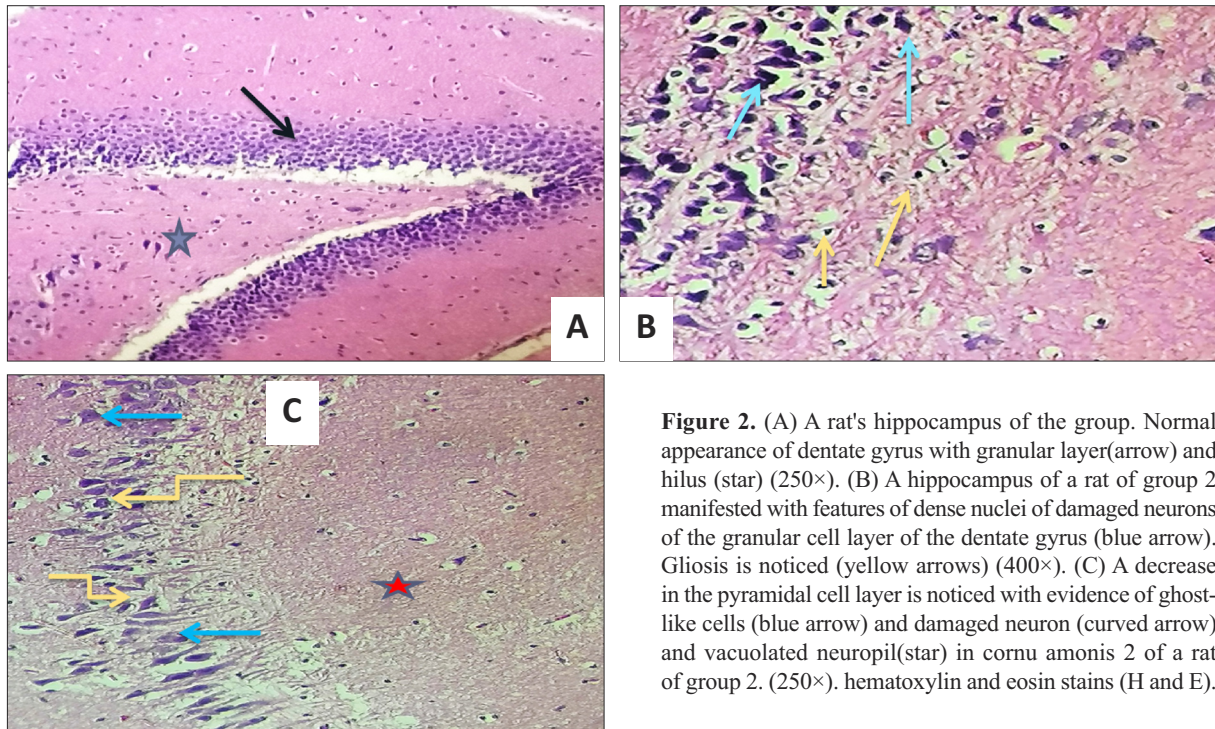 A
B
C
Figure 2. (A) A rat's hippocampus of the group. Normal
appearance of dentate gyrus with granular layer(arrow) and
hilus (star) (250×). (B) A hippocampus of a rat of group 2
manifested with features of dense nuclei of damaged neurons
of the granular cell layer of the dentate gyrus (blue arrow).
Gliosis is noticed (yellow arrows) (400×). (C) A decrease
in the pyramidal cell layer is noticed with evidence of ghost-
like cells (blue arrow) and damaged neuron (curved arrow)
and vacuolated neuropil(star) in cornu amonis 2 of a rat
of group 2. (250×). hematoxylin and eosin stains (H and E).